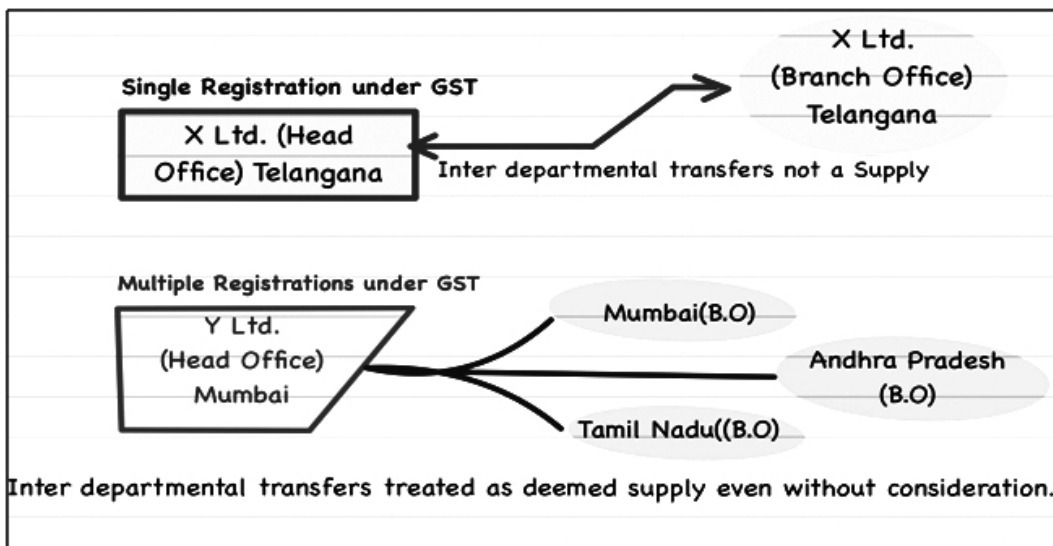 X Ltd.
(Branch Office)
Telangana
Single Registration under GST
X Ltd. (Head
Office) Telangana
Inter departmental transfers not a Supply
Multiple Registrations under GST
Y Ltd.
(Head Office)
Mumbai
Mumbai(B.O)
Andhra Pradesh
(B.O)
Tamil Nadu((B.O)
Inter departmental transfers treated as deemed supply even without consideration.